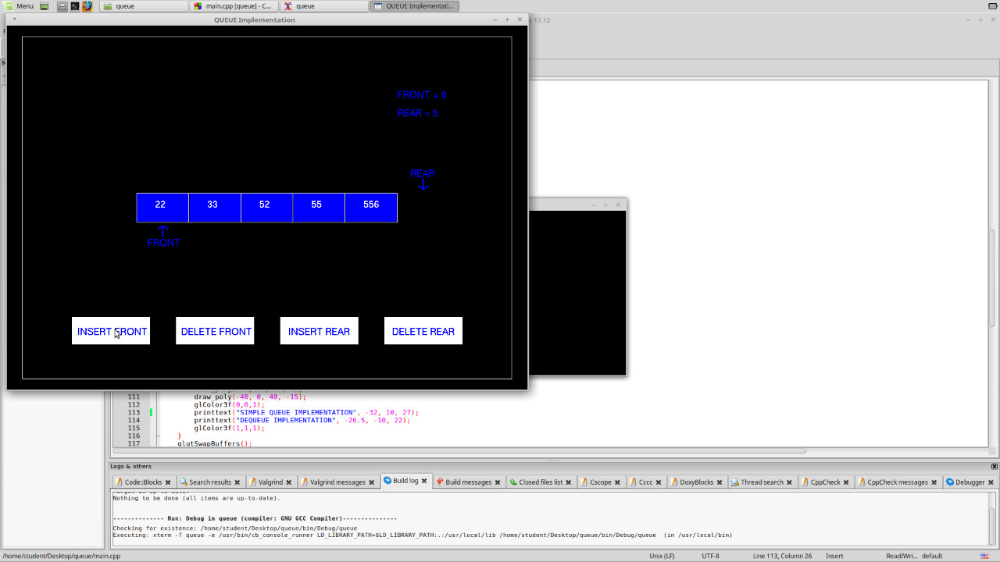 Menu queue main.cpp [queue] - C... queue QUEUE Implementati...
QUEUE Implementation
13.12
FRONT = 0
REAR = 5
REAR
22 33 52 55 556
FRONT
INSERT FRONT DELETE FRONT INSERT REAR DELETE REAR
111 draw_poly(-40, 0, 40, -15);
112 glColor3f(0,0,1);
113 printtext("SIMPLE QUEUE IMPLEMENTATION", -32, 10, 27);
114 printtext("DEQUEUE IMPLEMENTATION", -26.5, -10, 22);
115 glColor3f(1,1,1);
116 }
117 glutSwapBuffers();
Logs & others
Code::Blocks Search results Valgrind Valgrind messages Build log Build messages Closed files list Cscope Cccc DoxyBlocks Thread search CppCheck CppCheck messages Debugger
Nothing to be done (all items are up-to-date).
-------------- Run: Debug in queue (compiler: GNU GCC Compiler)---------------
Checking for existence: /home/student/Desktop/queue/bin/Debug/queue
Executing: xterm -T queue -e /usr/bin/cb_console_runner LD_LIBRARY_PATH=$LD_LIBRARY_PATH:.:/usr/local/lib /home/student/Desktop/queue/bin/Debug/queue (in /usr/local/bin)
/home/student/Desktop/queue/main.cpp Unix (LF) UTF-8 Line 113, Column 26 Insert Read/Wri... default